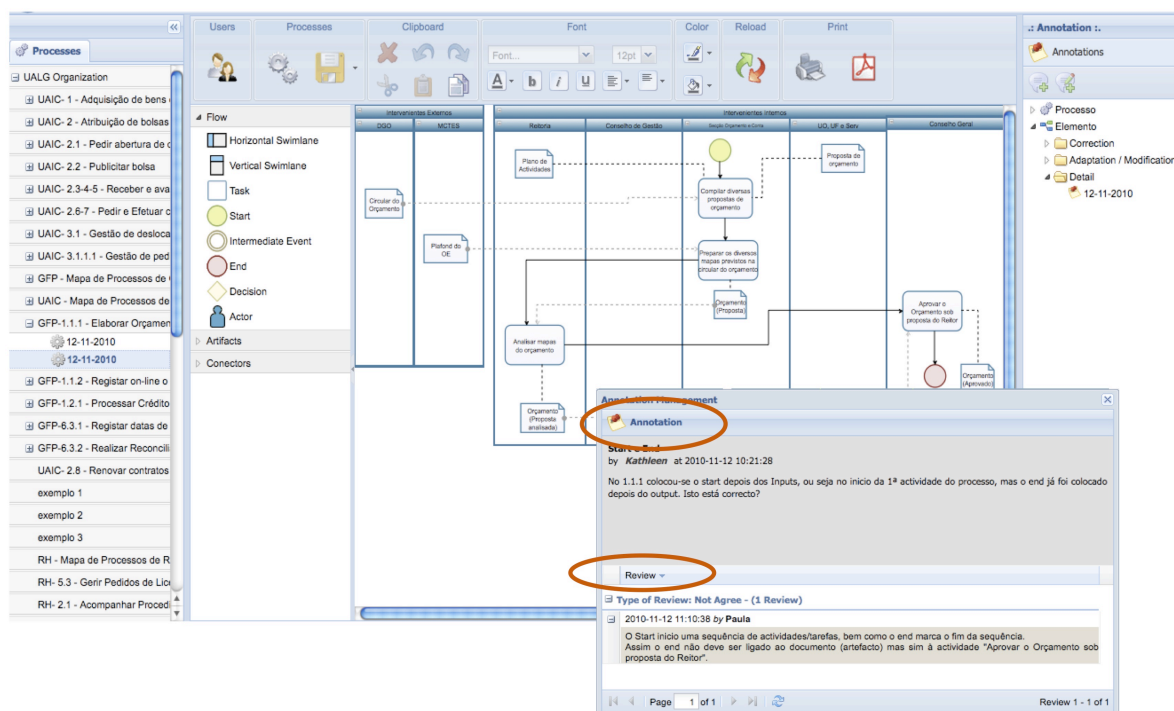 Users
Processes
Clipboard
Font
Color
Reload
Print
Font...
12pt
A
b
i
U
Processes
UALG Organization
UAIC- 1 - Adquisição de bens
UAIC- 2 - Atribuição de bolsas
UAIC- 2.1 - Pedir abertura de
UAIC- 2.2 - Publicitar bolsa
UAIC- 2.3-4-5 - Receber e ava
UAIC- 2.6-7 - Pedir e Efetuar c
UAIC- 3.1 - Gestão de desloca
UAIC- 3.1.1.1 - Gestão de ped
GFP - Mapa de Processos de
UAIC - Mapa de Processos de
GFP-1.1.1 - Elaborar Orçamen
12-11-2010
12-11-2010
GFP-1.1.2 - Registar on-line o
GFP-1.2.1 - Processar Crédito
GFP-6.3.1 - Registar datas de
GFP-6.3.2 - Realizar Reconcili
UAIC- 2.8 - Renovar contratos
exemplo 1
exemplo 2
exemplo 3
RH - Mapa de Processos de R
RH- 5.3 - Gerir Pedidos de Lic
RH- 2.1 - Acompanhar Proced
Flow
Horizontal Swimlane
Vertical Swimlane
Task
Start
Intermediate Event
End
Decision
Actor
Artifacts
Conectors
Intervenientes Externos
DGO
MCTES
Intervenientes Internos
Reitoria
Conselho de Gestão
UO, UF e Serv
Conselho Geral
Plano de
Actividades
Proposta de
orçamento
Compilar diversas
propostas de
orçamento
Circular do
Orçamento
Plafond do
OE
Preparar os diversos
mapas previstos na
circular do orçamento
Orçamento
(Proposta)
Analisar mapas
do orçamento
Aprovar o
Orçamento sob
proposta do Reitor
Orçamento
(Aprovado)
Orçamento
(Proposta
analisada)
.: Annotation :.
Annotations
Processo
Elemento
Correction
Adaptation / Modification
Detail
12-11-2010
Annotation Management
Annotation
Start e End
by Kathleen at 2010-11-12 10:21:28
No 1.1.1 colocou-se o start depois dos Inputs, ou seja no inicio da 1ª actividade do processo, mas o end já foi colocado
depois do output. Isto está correcto?
Review
Type of Review: Not Agree - (1 Review)
2010-11-12 11:10:38 by Paula
O Start inicio uma sequência de actividades/tarefas, bem como o end marca o fim da sequência.
Assim o end não deve ser ligado ao documento (artefacto) mas sim à actividade "Aprovar o Orçamento sob
proposta do Reitor".
Page 1 of 1
Review 1 - 1 of 1